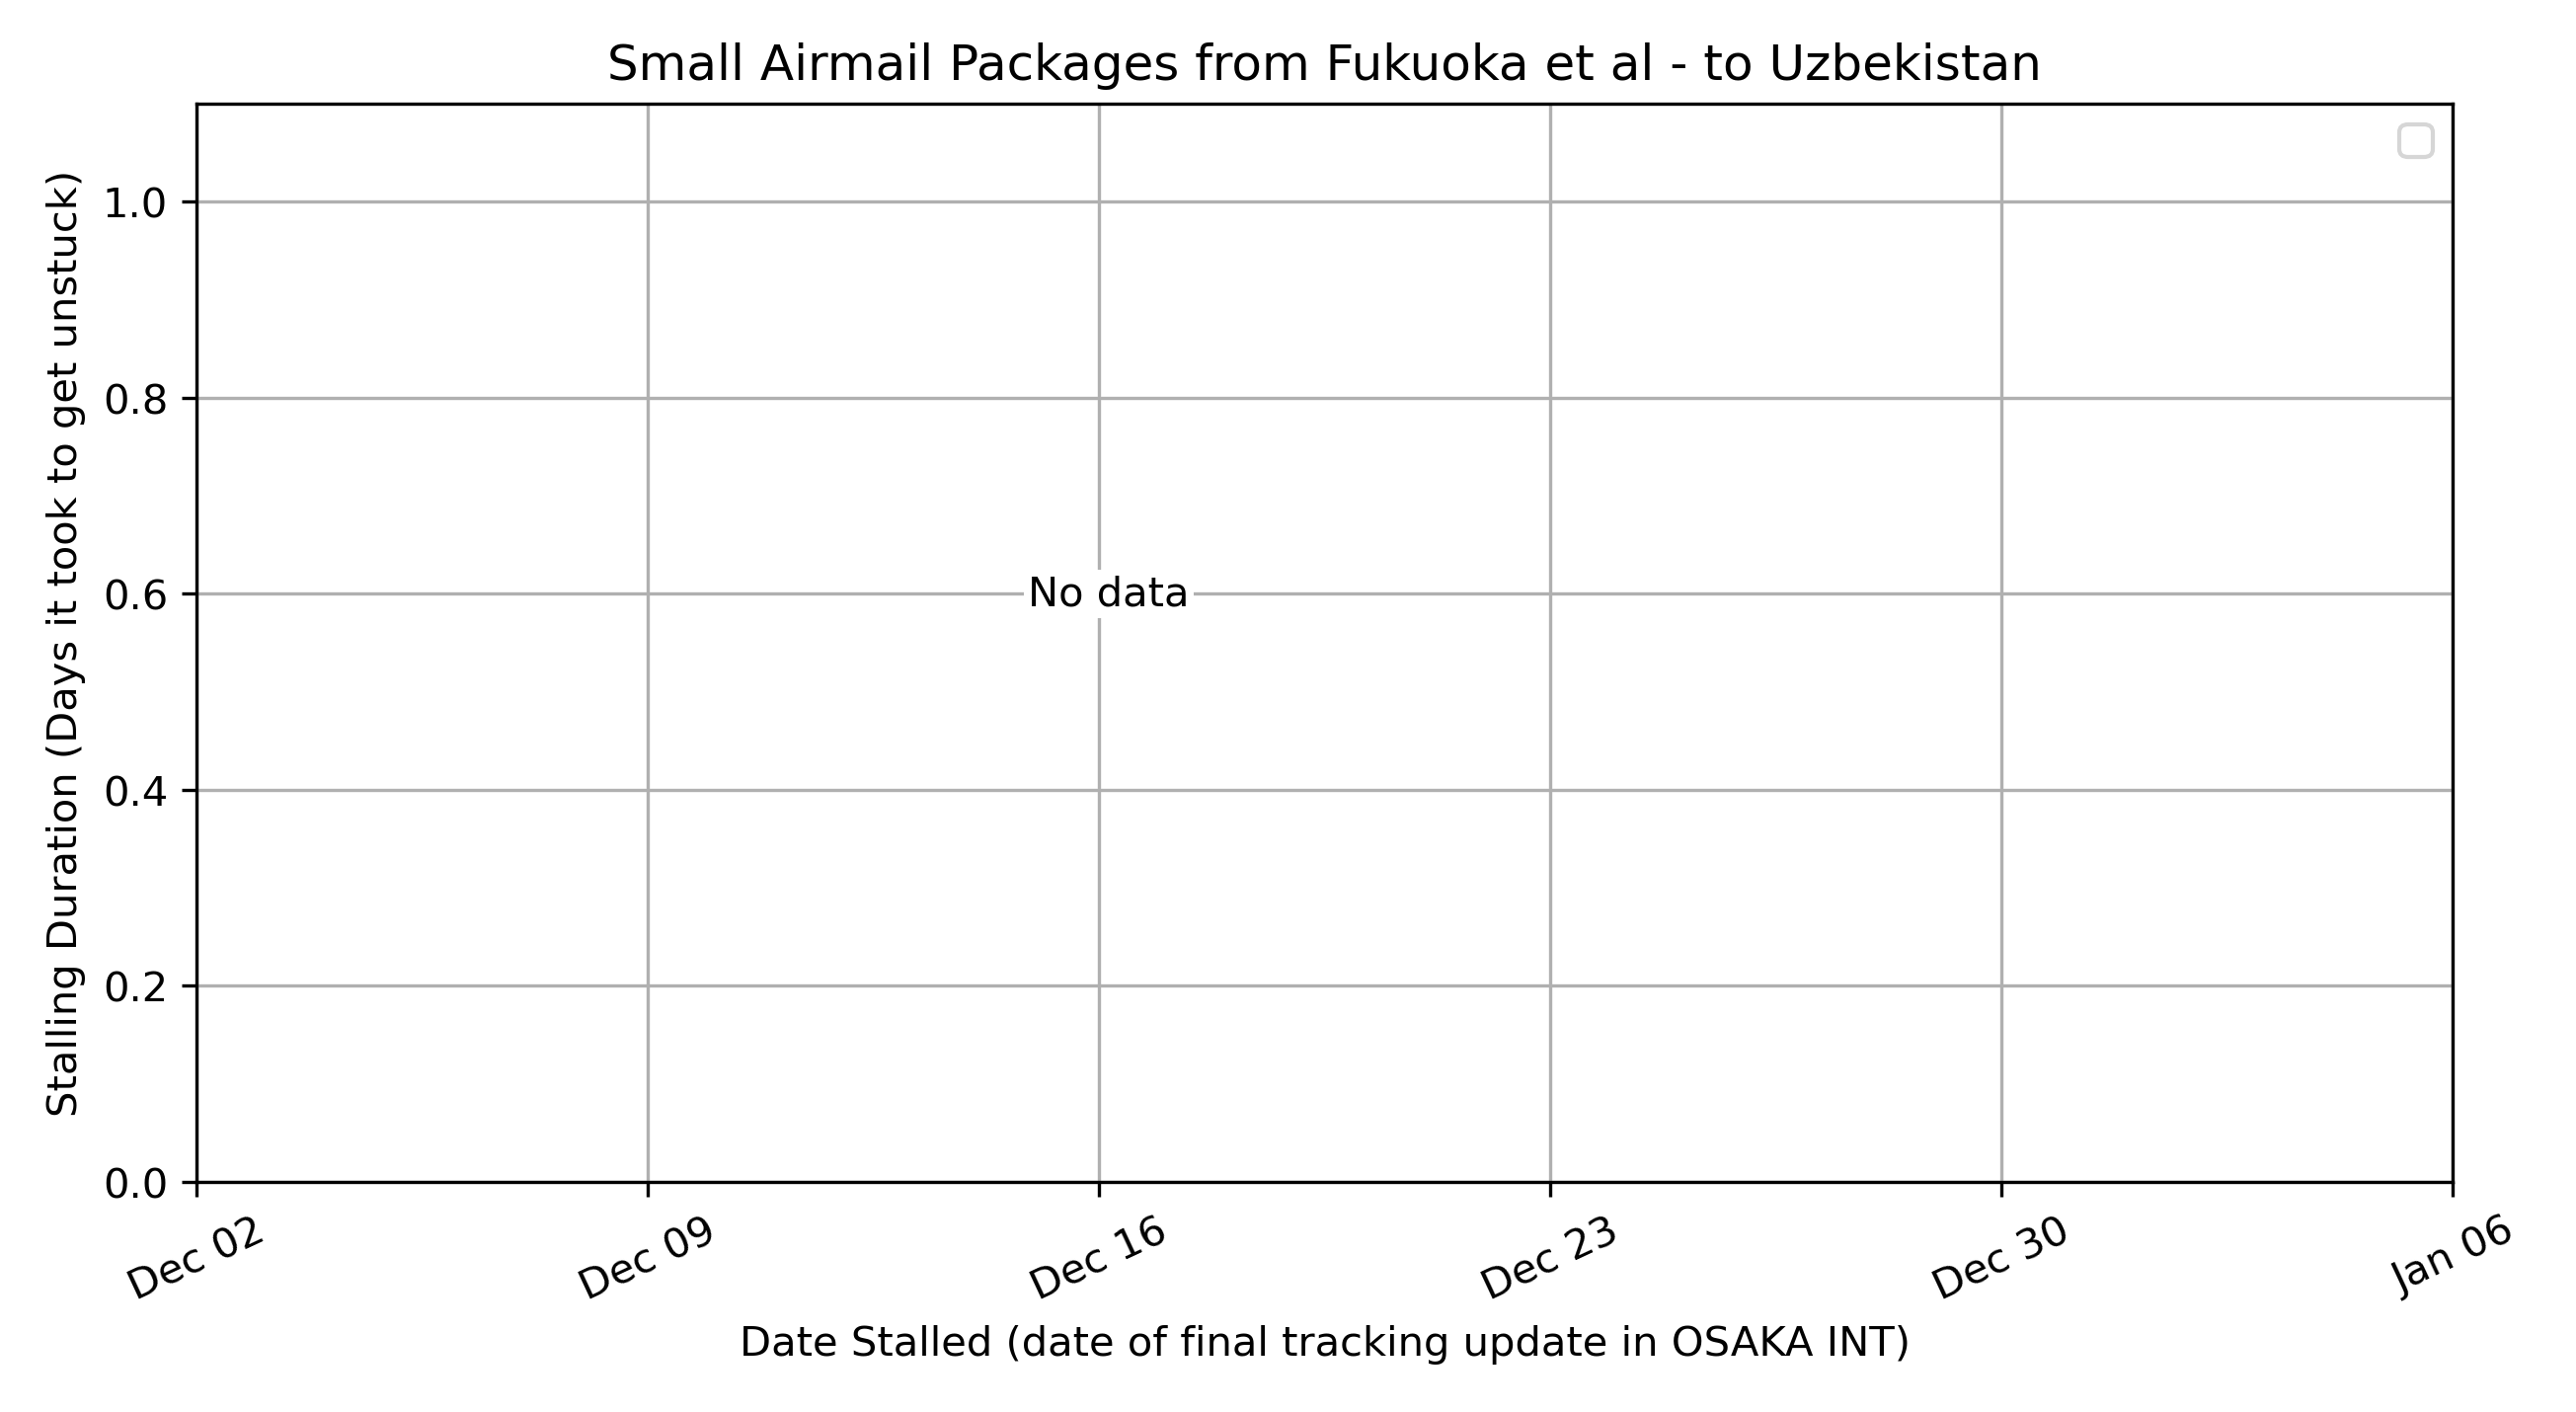 Small Airmail Packages from Fukuoka et al - to Uzbekistan
Stalling Duration (Days it took to get unstuck)
1.0
0.8
0.6
0.4
0.2
0.0
No data
Dec 02
Dec 09
Dec 16
Dec 23
Dec 30
Jan 06
Date Stalled (date of final tracking update in OSAKA INT)